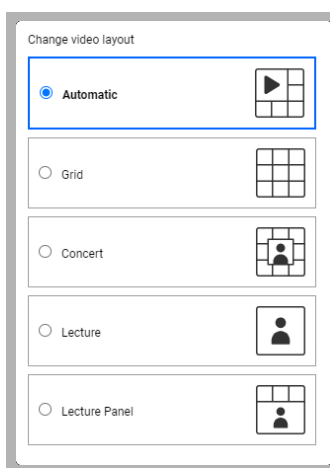 Change video layout
Automatic
Grid
Concert
Lecture
Lecture Panel